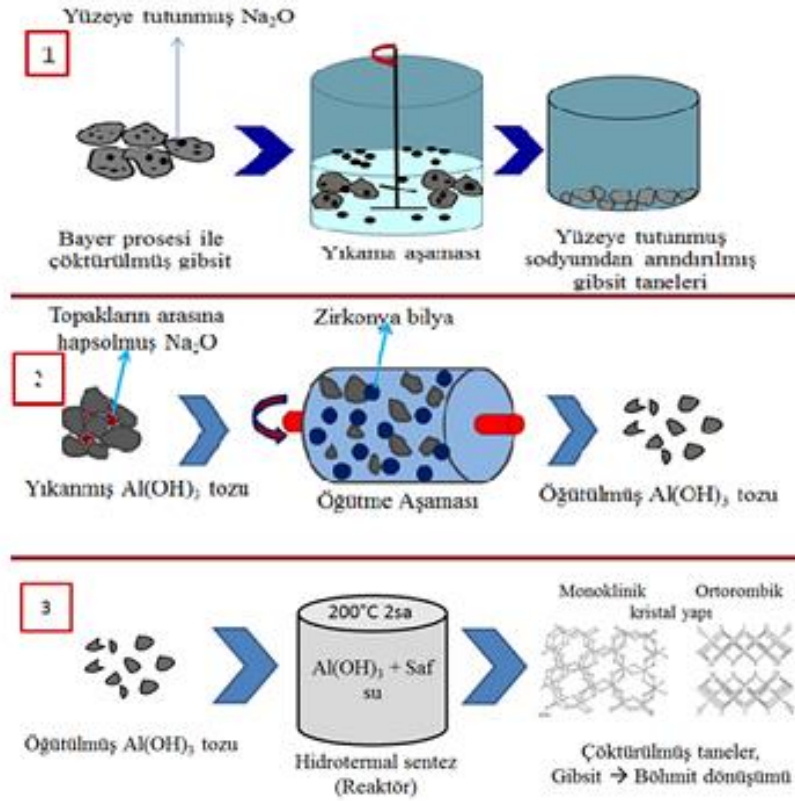 Yüzeye tutunmuş Na₂O
1
Bayer prosesi ile
çöktürülmüş gibsit
Yıkama aşaması
Yüzeye tutunmuş
sodyumdan arındırılmış
gibsit taneleri
Topakların arasına
hapsolmuş Na₂O
Zirkonya bilya
2
Yıkanmış Al(OH)₃ tozu
Öğütme Aşaması
Öğütülmüş Al(OH)₃ tozu
3
200°C 2sa
Al(OH)₃ + Saf
su
Monoklinik Ortorombik
kristal yapı
Öğütülmüş Al(OH)₃ tozu
Hidrotermal sentez
(Reaktör)
Çöktürülmüş taneler,
Gibsit → Böhmit dönüşümü